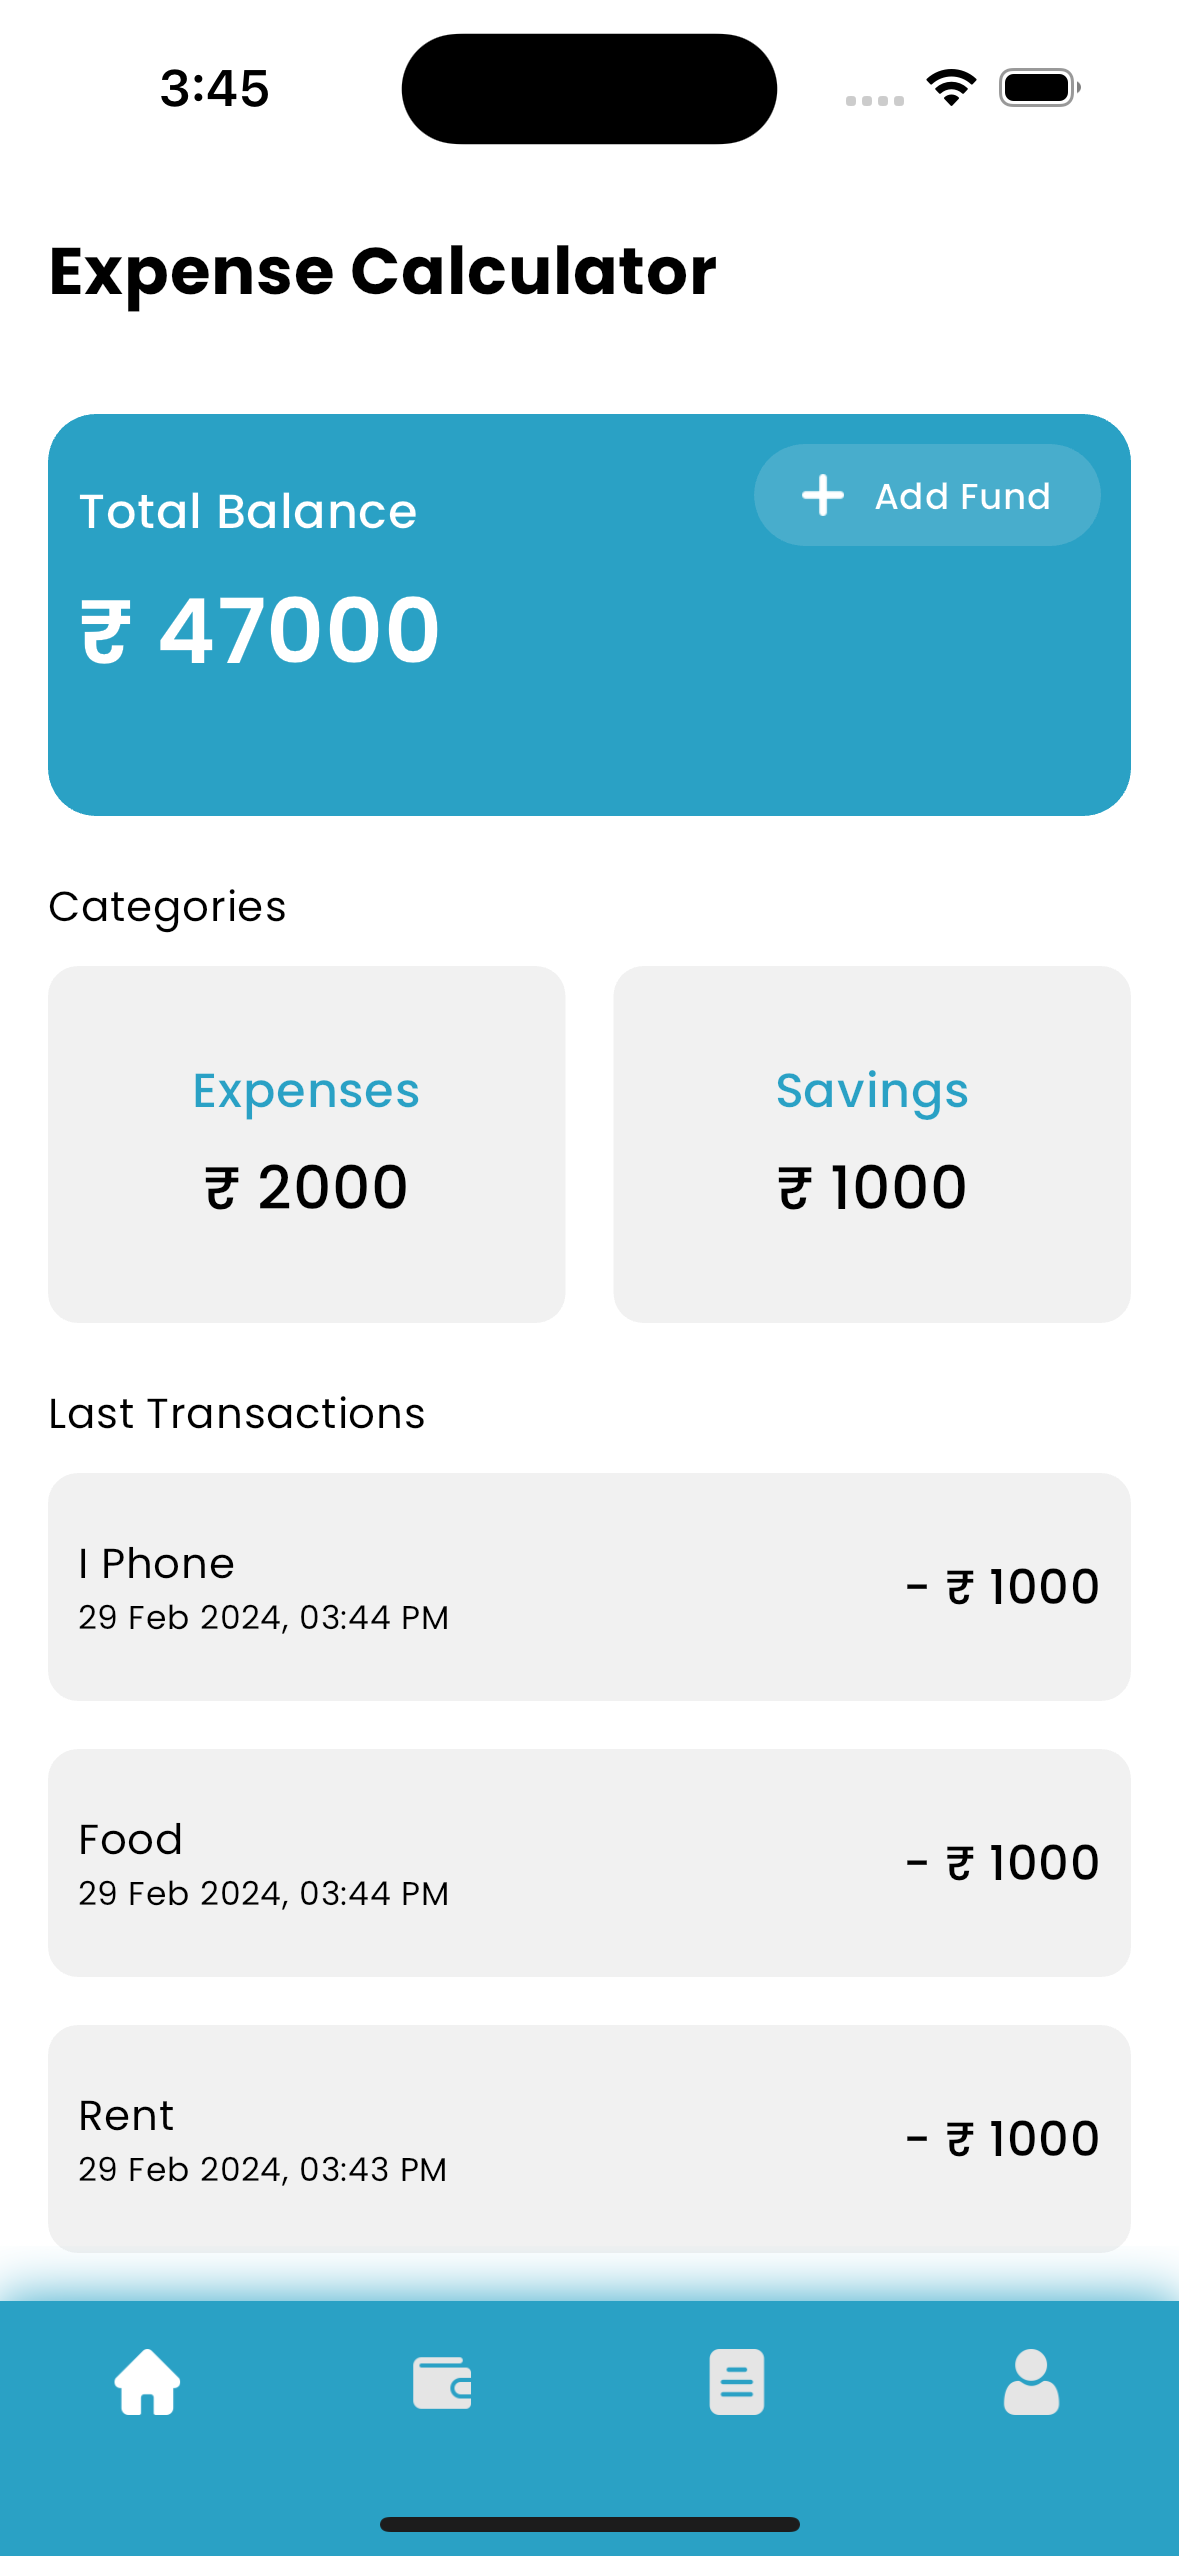 3:45
Expense Calculator
Total Balance
Add Fund
₹ 47000
Categories
Expenses
₹ 2000
Savings
₹ 1000
Last Transactions
I Phone
29 Feb 2024, 03:44 PM
- ₹ 1000
Food
29 Feb 2024, 03:44 PM
- ₹ 1000
Rent
29 Feb 2024, 03:43 PM
- ₹ 1000